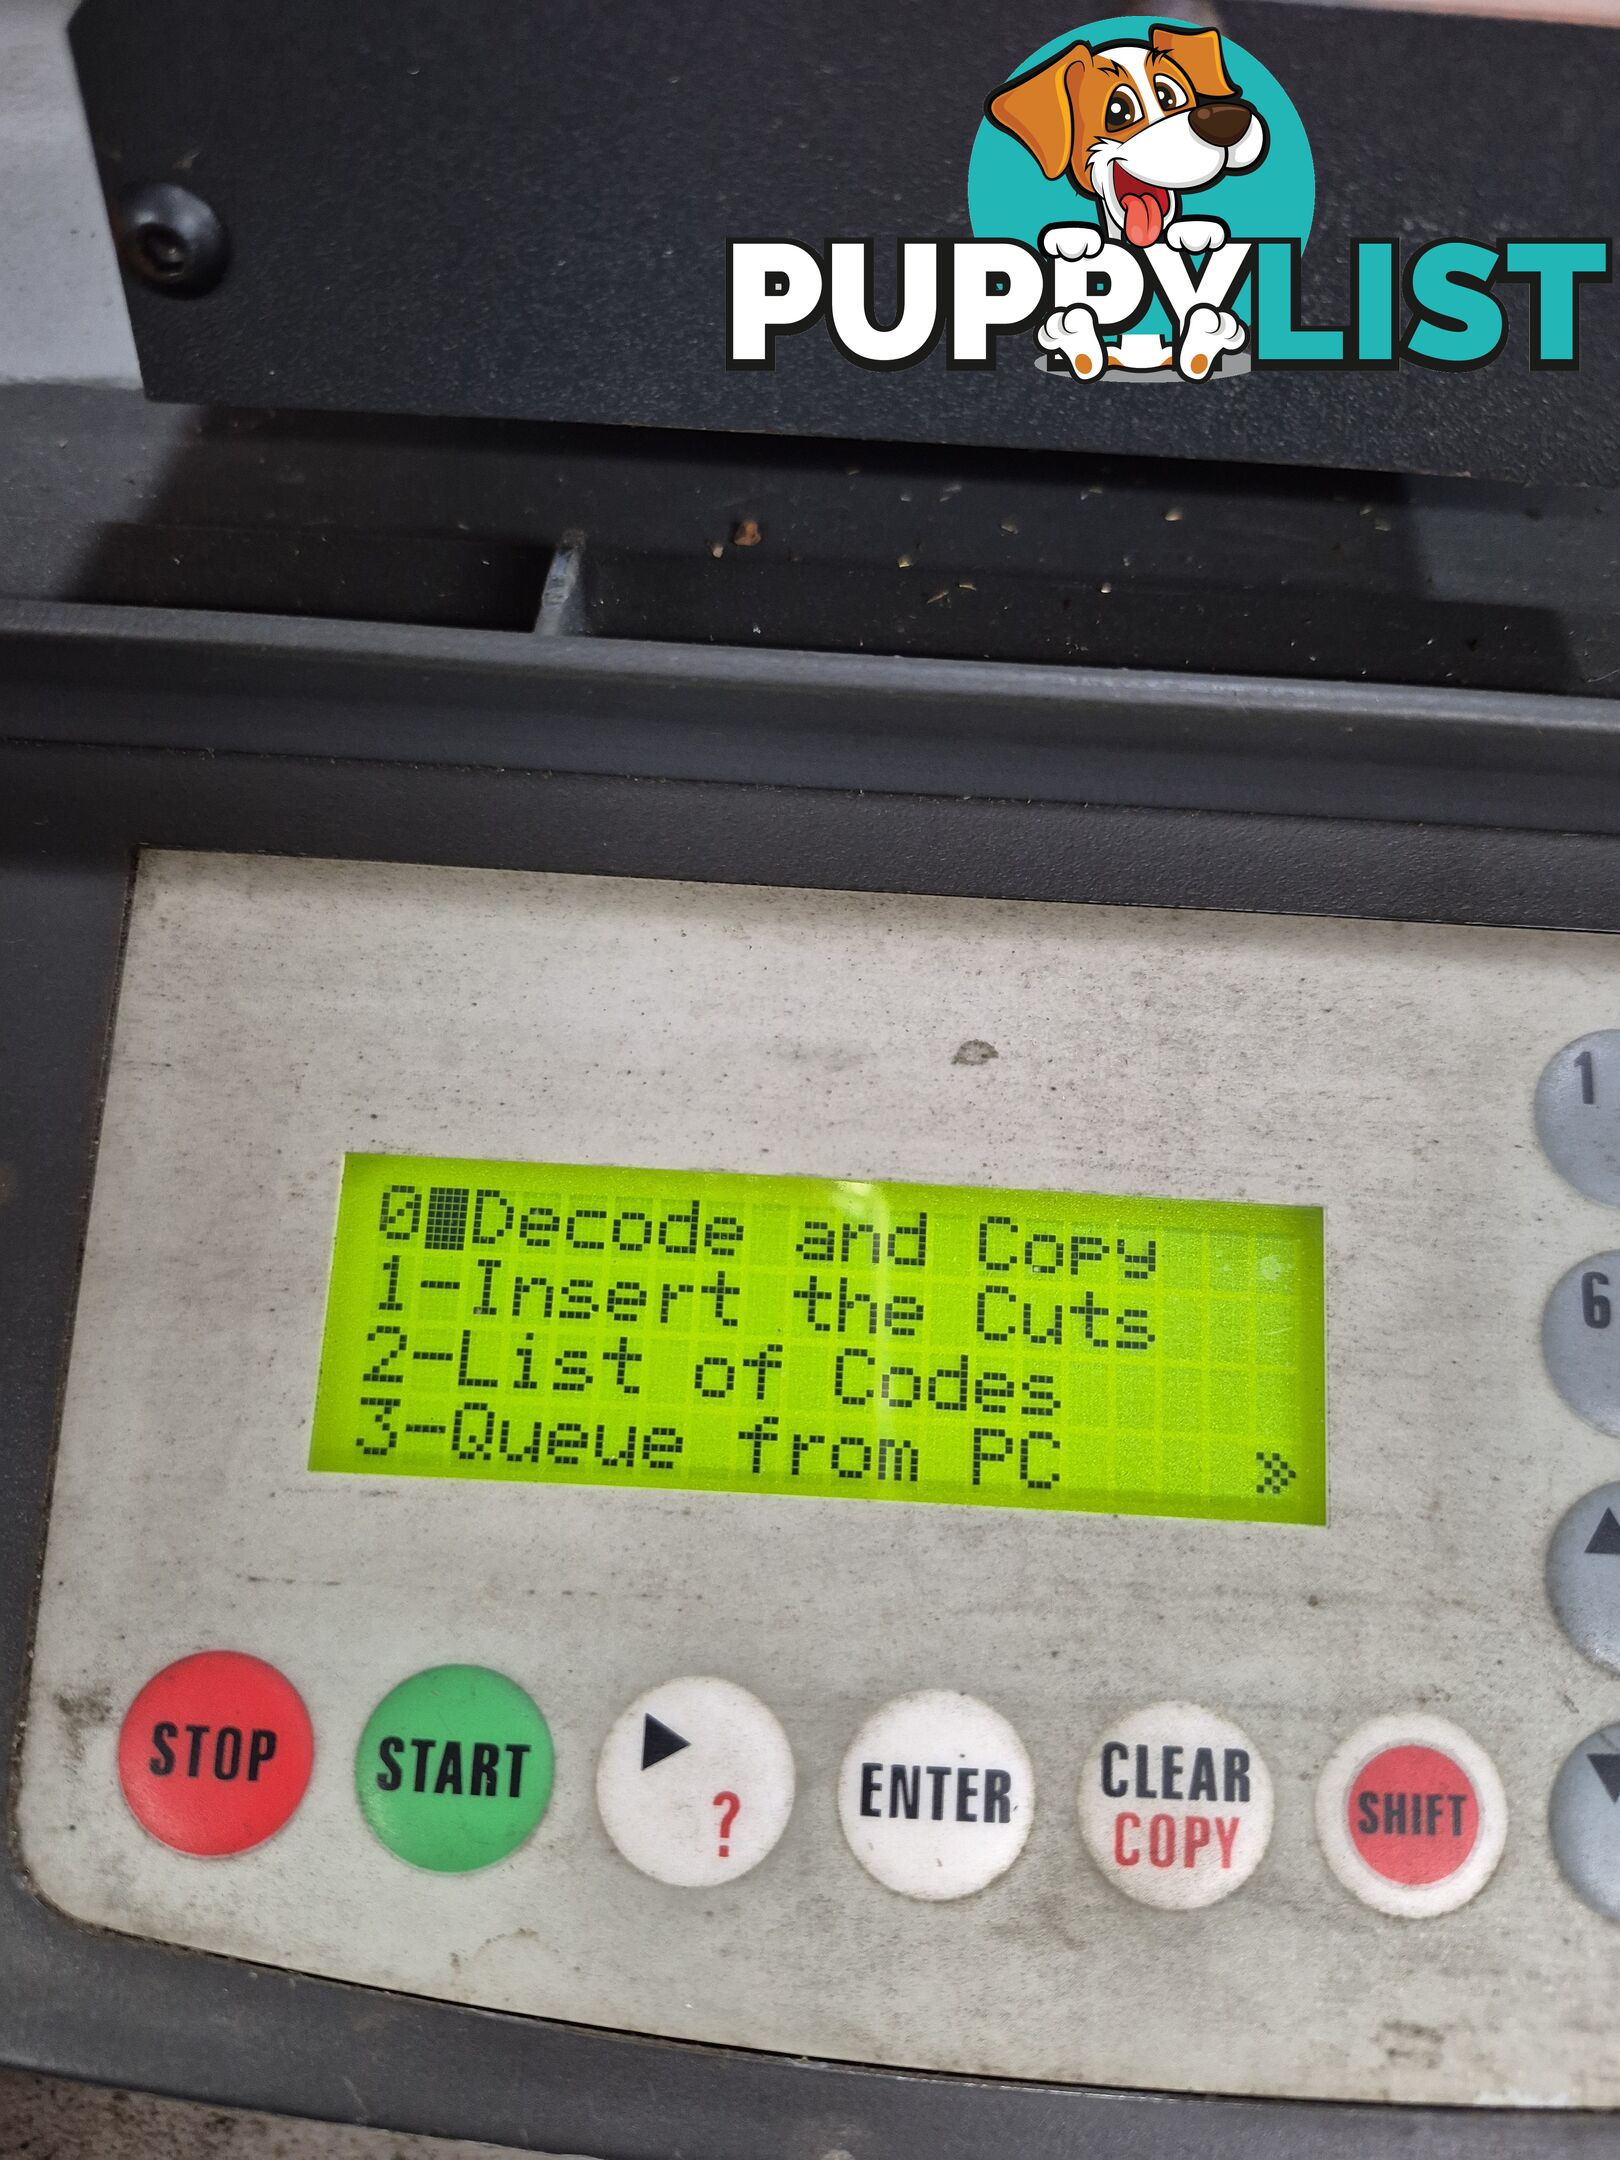 PUPPYLIST
0 Decode and Copy
1-Insert the Cuts
2-List of Codes
3-Queue from PC »
1
6
STOP
START
?
ENTER
CLEAR
COPY
SHIFT